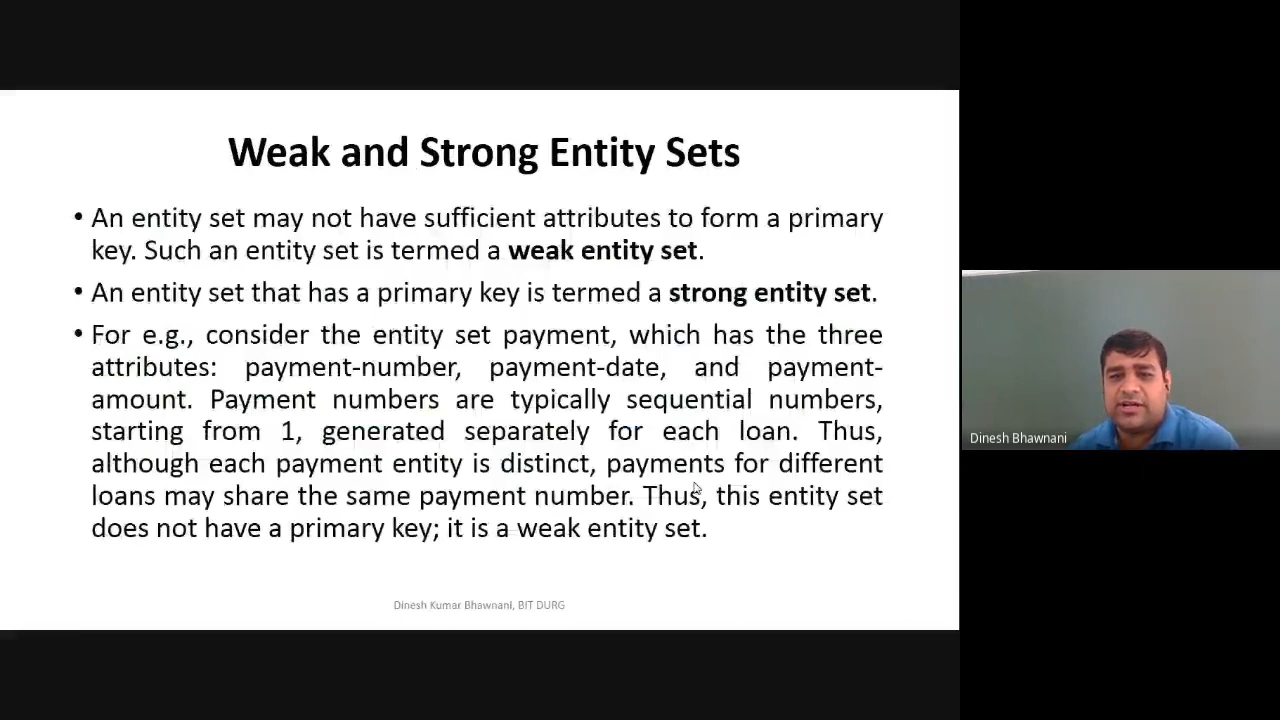 Weak and Strong Entity Sets
• An entity set may not have sufficient attributes to form a primary
key. Such an entity set is termed a weak entity set.
• An entity set that has a primary key is termed a strong entity set.
• For e.g., consider the entity set payment, which has the three
attributes: payment-number, payment-date, and payment-
amount. Payment numbers are typically sequential numbers,
starting from 1, generated separately for each loan. Thus,
although each payment entity is distinct, payments for different
loans may share the same payment number. Thus, this entity set
does not have a primary key; it is a weak entity set.
Dinesh Kumar Bhawnani, BIT DURG
Dinesh Bhawnani